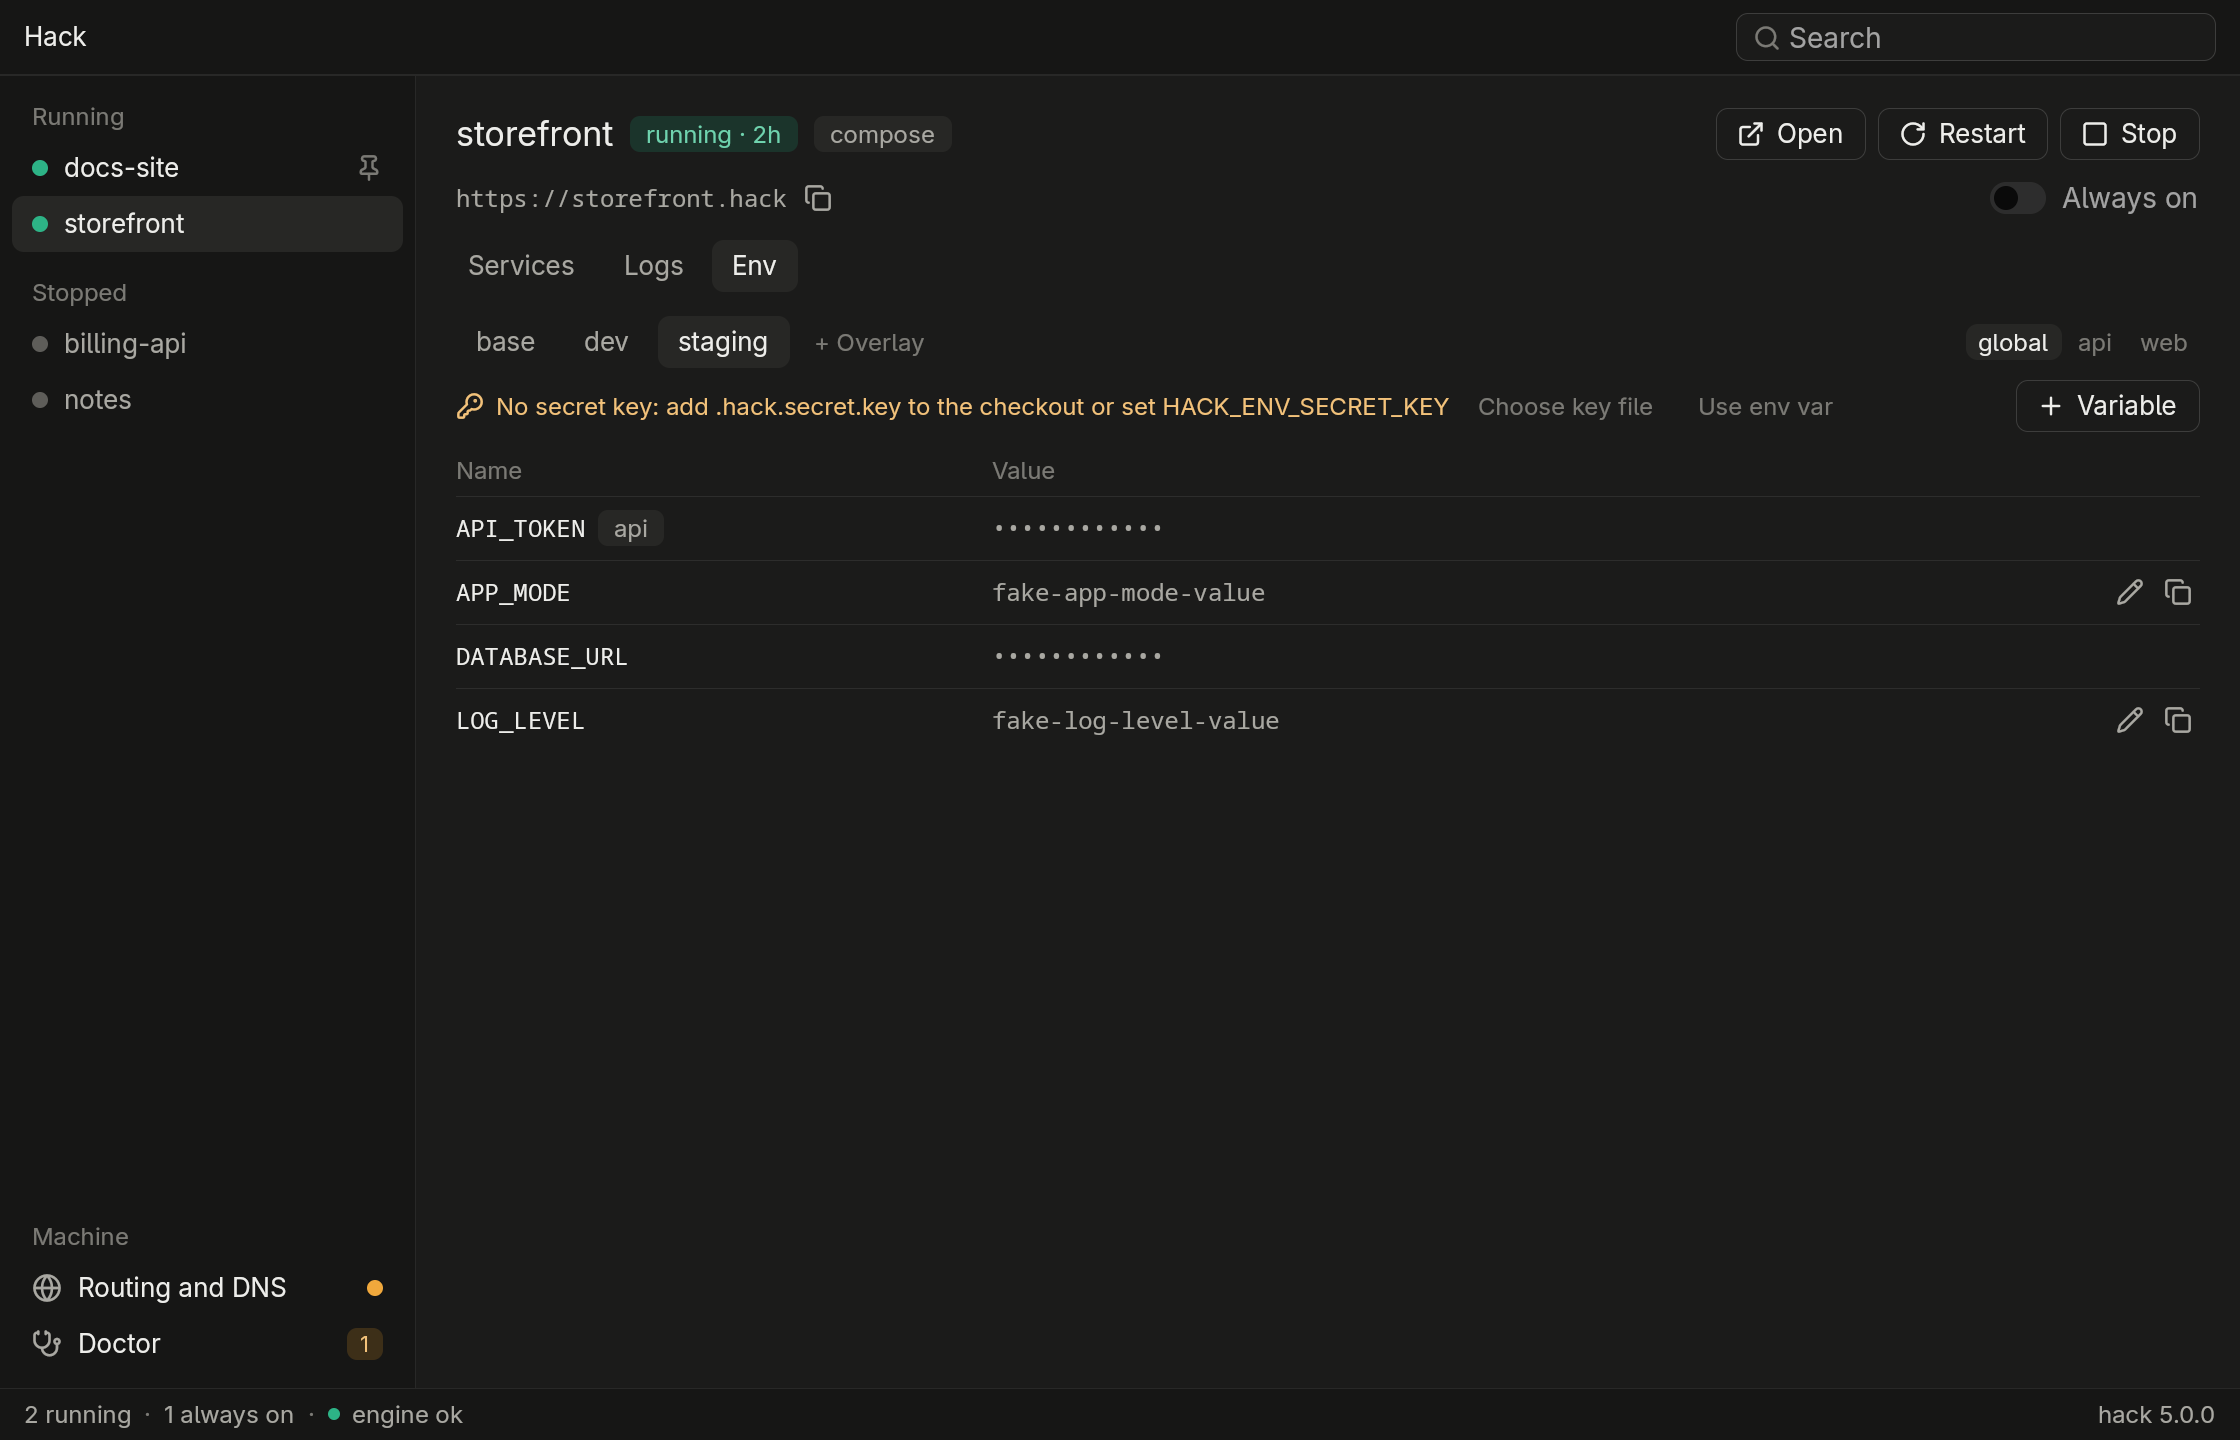 Hack
Search
Running
docs-site
storefront
Stopped
billing-api
notes
Machine
Routing and DNS
Doctor 1
storefront running · 2h compose
Open Restart Stop
https://storefront.hack
Always on
Services Logs Env
base dev staging + Overlay
global api web
No secret key: add .hack.secret.key to the checkout or set HACK_ENV_SECRET_KEY Choose key file Use env var
+ Variable
Name Value
API_TOKEN api ••••••••••••
APP_MODE fake-app-mode-value
DATABASE_URL ••••••••••••
LOG_LEVEL fake-log-level-value
2 running · 1 always on · engine ok
hack 5.0.0